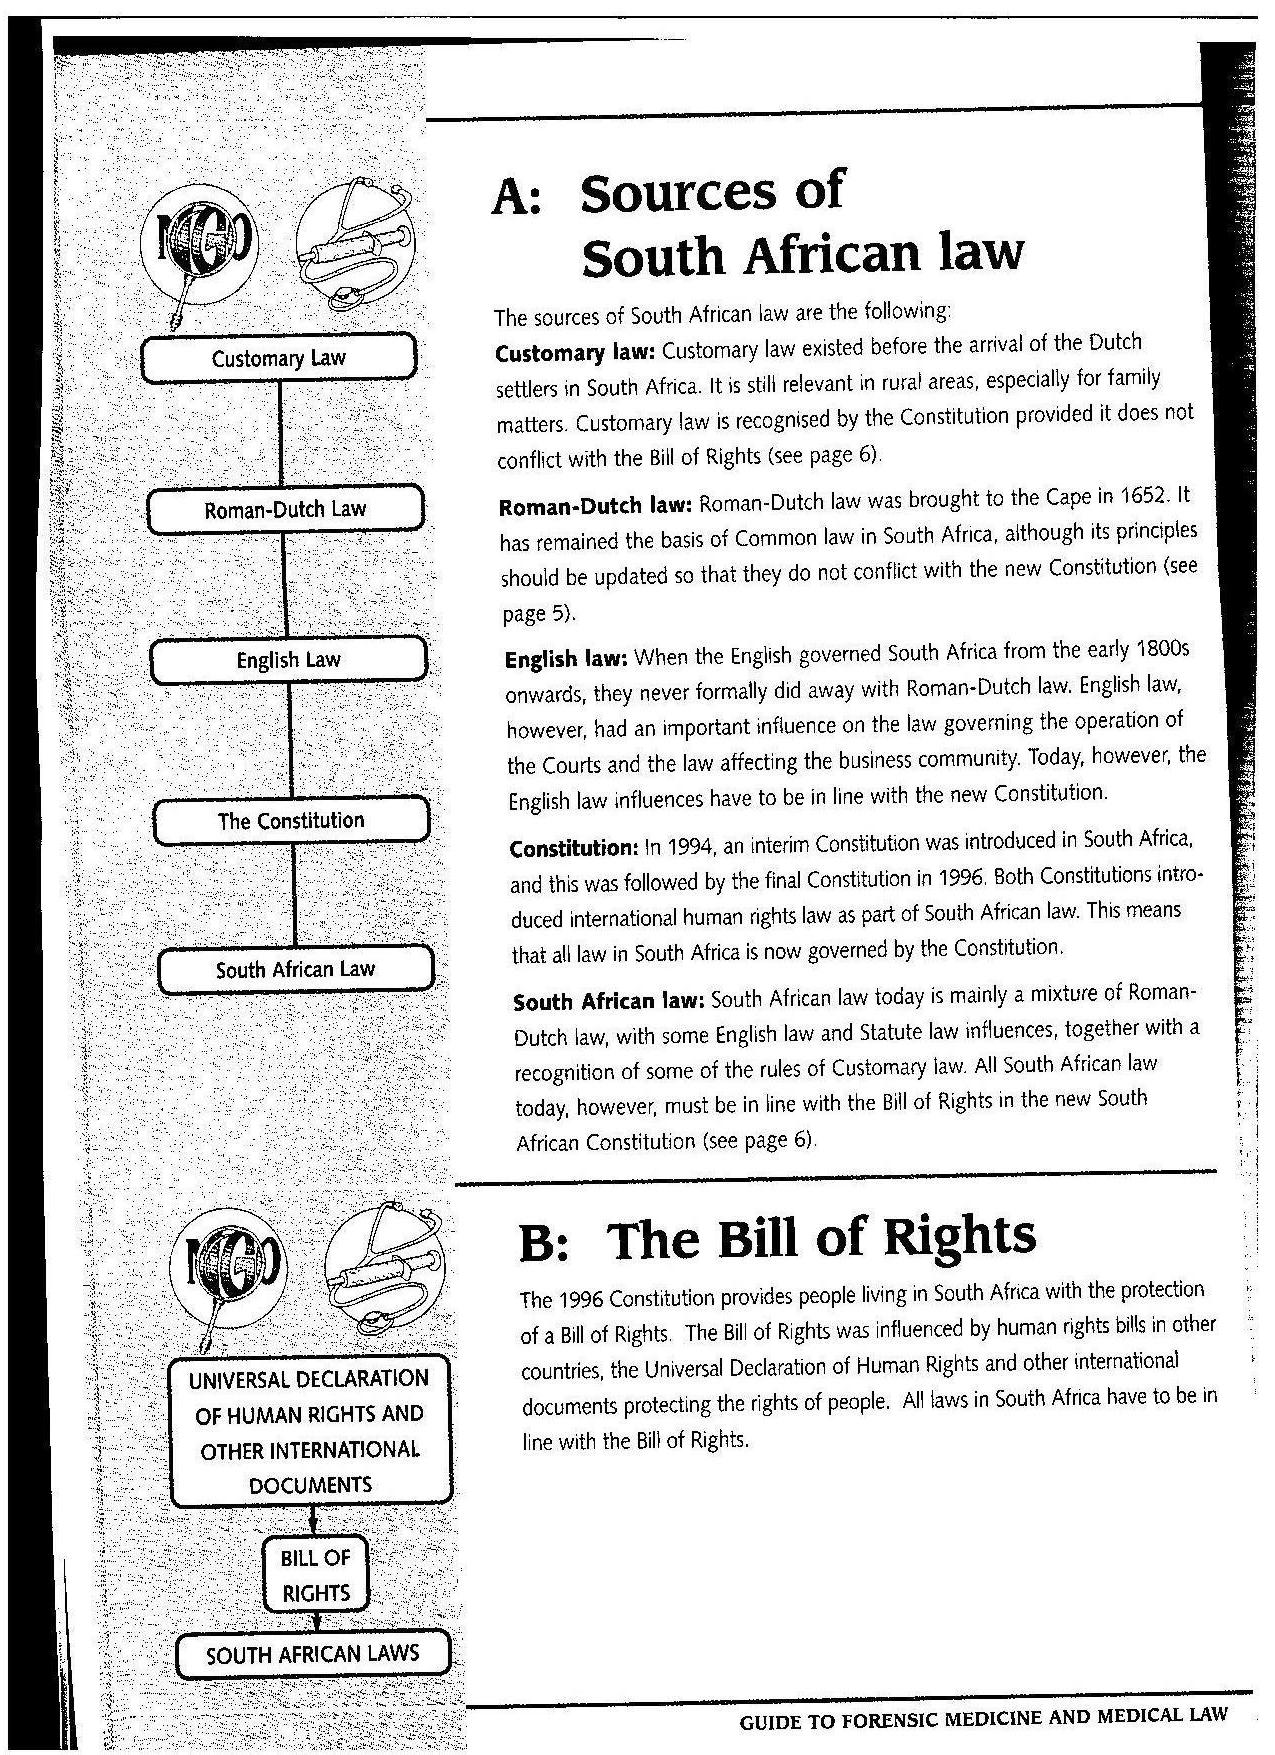 A: Sources of
South African law
The sources of South African law are the following:
Customary law: Customary law existed before the arrival of the Dutch
settlers in South Africa. It is still relevant in rural areas, especially for family
matters. Customary law is recognised by the Constitution provided it does not
conflict with the Bill of Rights (see page 6).
Roman-Dutch law: Roman-Dutch law was brought to the Cape in 1652. It
has remained the basis of Common law in South Africa, although its principles
should be updated so that they do not conflict with the new Constitution (see
page 5).
English law: When the English governed South Africa from the early 1800s
onwards, they never formally did away with Roman-Dutch law. English law,
however, had an important influence on the law governing the operation of
the Courts and the law affecting the business community. Today, however, the
English law influences have to be in line with the new Constitution.
Constitution: In 1994, an interim Constitution was introduced in South Africa,
and this was followed by the final Constitution in 1996. Both Constitutions intro-
duced international human rights law as part of South African law. This means
that all law in South Africa is now governed by the Constitution.
South African law: South African law today is mainly a mixture of Roman-
Dutch law, with some English law and Statute law influences, together with a
recognition of some of the rules of Customary law. All South African law
today, however, must be in line with the Bill of Rights in the new South
African Constitution (see page 6).
Customary Law
Roman-Dutch Law
English Law
The Constitution
South African Law
B: The Bill of Rights
The 1996 Constitution provides people living in South Africa with the protection
of a Bill of Rights. The Bill of Rights was influenced by human rights bills in other
countries, the Universal Declaration of Human Rights and other international
documents protecting the rights of people. All laws in South Africa have to be in
line with the Bill of Rights.
UNIVERSAL DECLARATION
OF HUMAN RIGHTS AND
OTHER INTERNATIONAL
DOCUMENTS
BILL OF
RIGHTS
SOUTH AFRICAN LAWS
GUIDE TO FORENSIC MEDICINE AND MEDICAL LAW